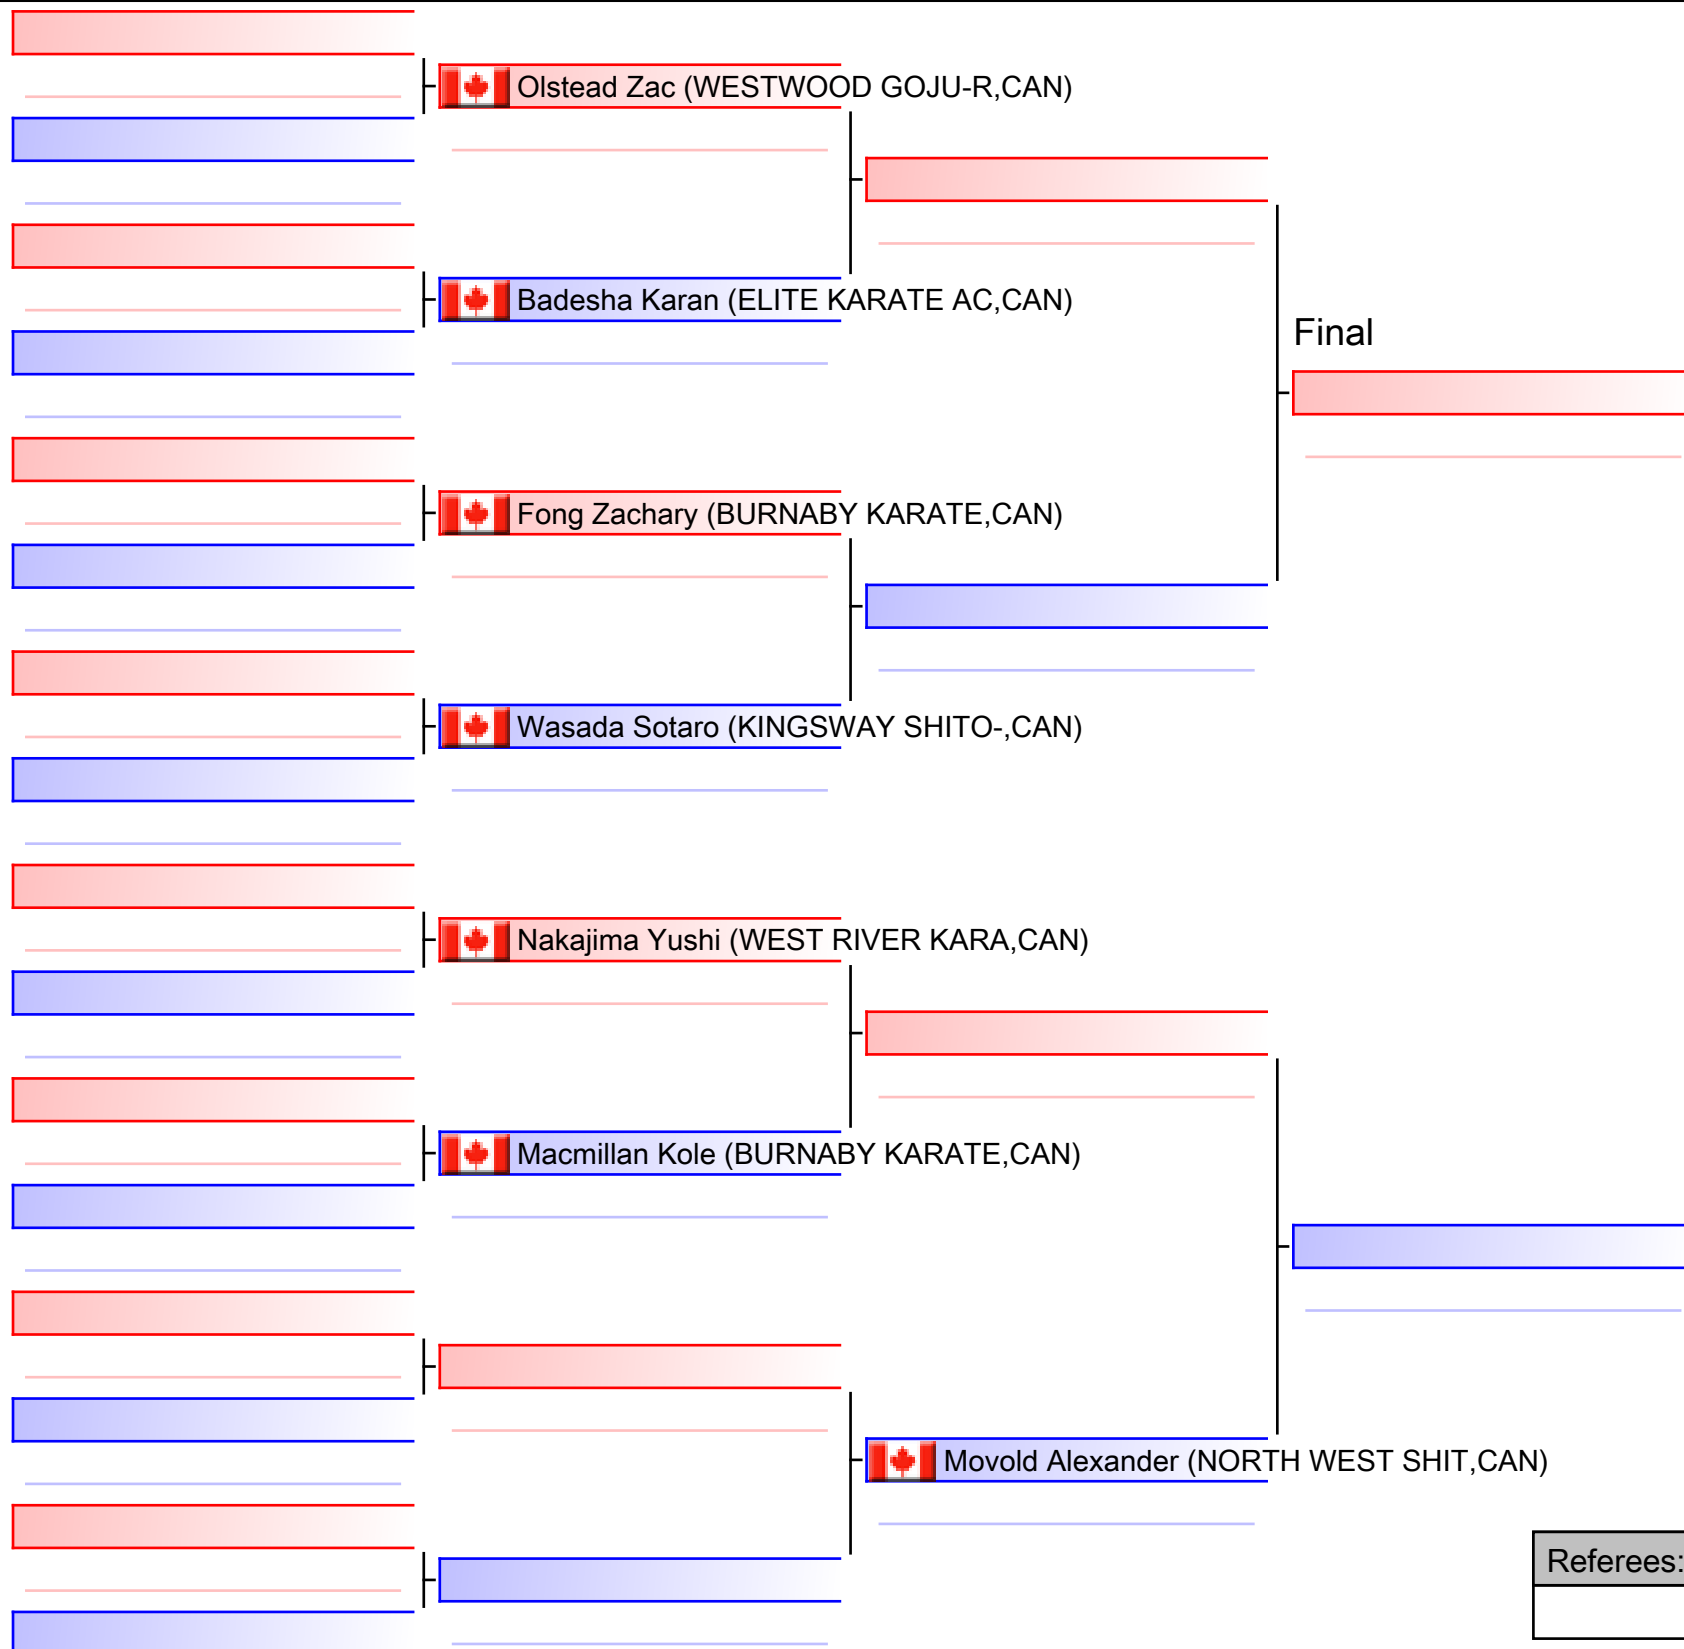 Olstead Zac (WESTWOOD GOJU-R,CAN)
Badesha Karan (ELITE KARATE AC,CAN)
Final
Fong Zachary (BURNABY KARATE,CAN)
Wasada Sotaro (KINGSWAY SHITO-,CAN)
Nakajima Yushi (WEST RIVER KARA,CAN)
Macmillan Kole (BURNABY KARATE,CAN)
Movold Alexander (NORTH WEST SHIT,CAN)
Referees: